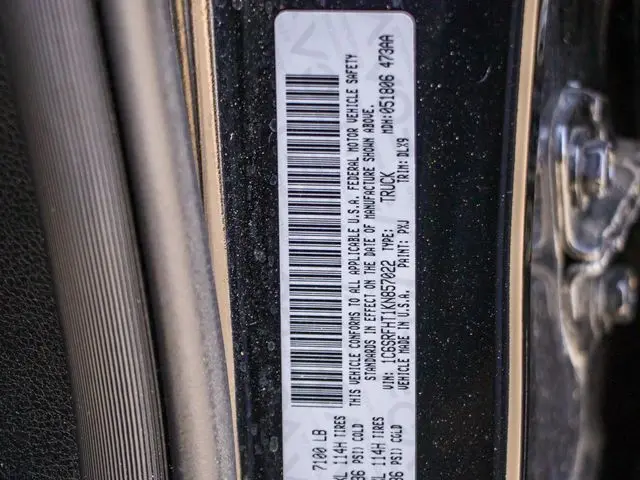 7100 LB
114H TIRES
PSI) COLD
THIS VEHICLE CONFORMS TO ALL APPLICABLE U.S.A. FEDERAL MOTOR VEHICLE SAFETY
STANDARDS IN EFFECT ON THE DATE OF MANUFACTURE SHOWN ABOVE.
VIN: 1C6SRFHT1KN857022 TYPE: TRUCK MDH:051806 473AA
VEHICLE MADE IN U.S.A. PAINT: PXJ TRIM: DLX9
114H TIRES
PSI) COLD